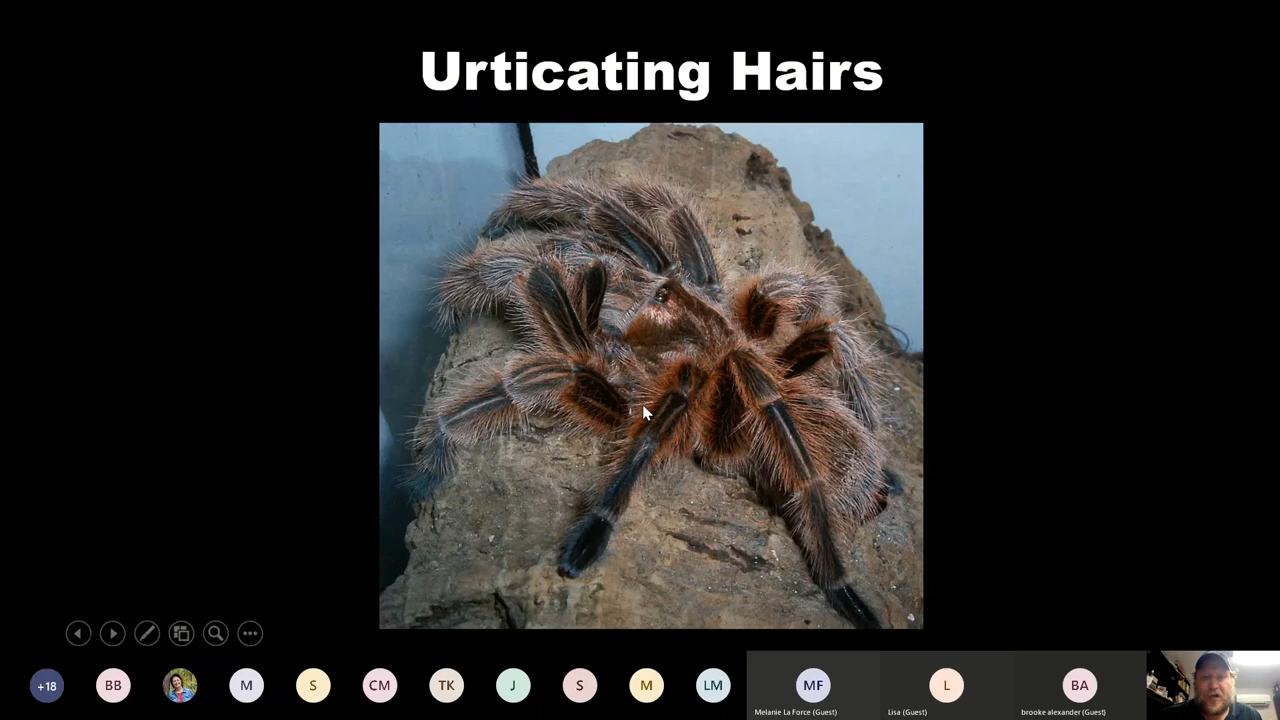 Urticating Hairs
+18
BB
M
S
CM
TK
J
S
M
LM
MF
L
BA
Melanie La Force (Guest)
Lisa (Guest)
brooke alexander (Guest)